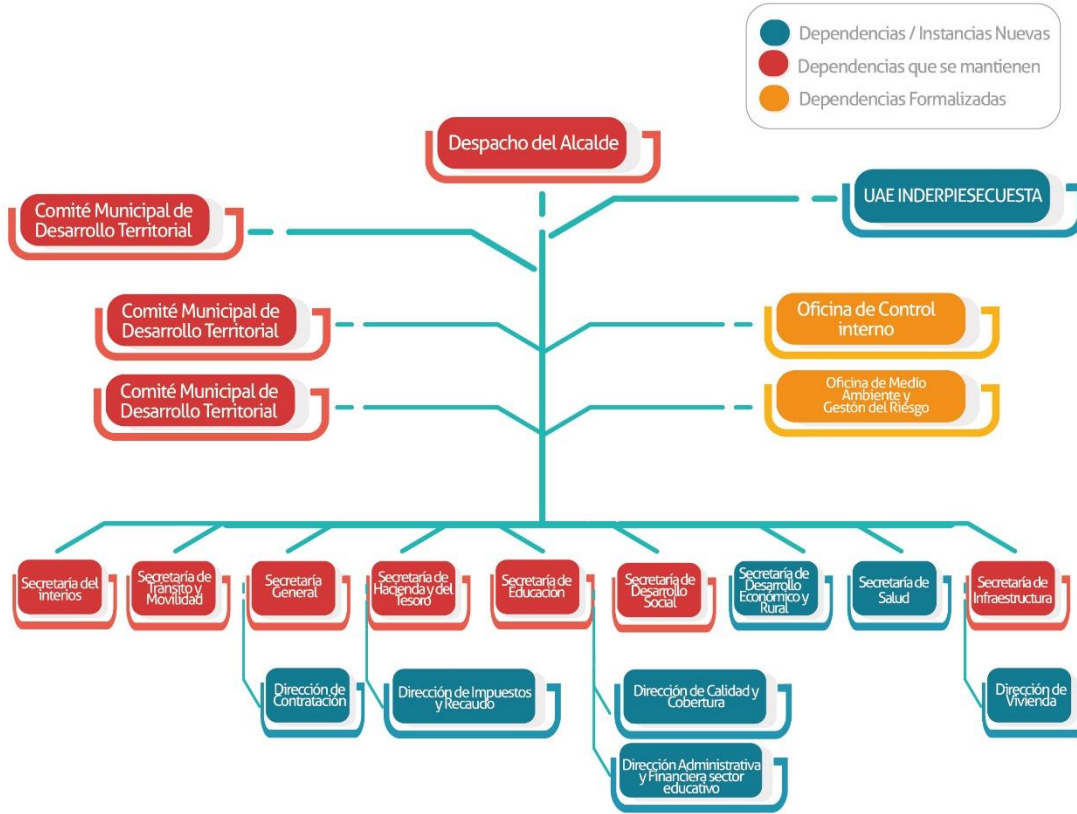 Dependencias / Instancias Nuevas
Dependencias que se mantienen
Dependencias Formalizadas
Despacho del Alcalde
Comité Municipal de
Desarrollo Territorial
UAE INDERPIESECUESTA
Comité Municipal de
Desarrollo Territorial
Oficina de Control
interno
Comité Municipal de
Desarrollo Territorial
Oficina de Medio
Ambiente y
Gestión del Riesgo
Secretaría del
interios
Secretaría de
Tránsito y
Movilidad
Secretaría
General
Secretaría de
Hacienda y del
Tesoro
Secretaría de
Educación
Secretaría de
Desarrollo
Social
Secretaría de
Desarrollo
Económico y
Rural
Secretaría de
Salud
Secretaría de
Infraestructura
Dirección de
Contratación
Dirección de Impuestos
y Recaudo
Dirección de Calidad y
Cobertura
Dirección de
Vivienda
Dirección Administrativa
y Financiera sector
educativo